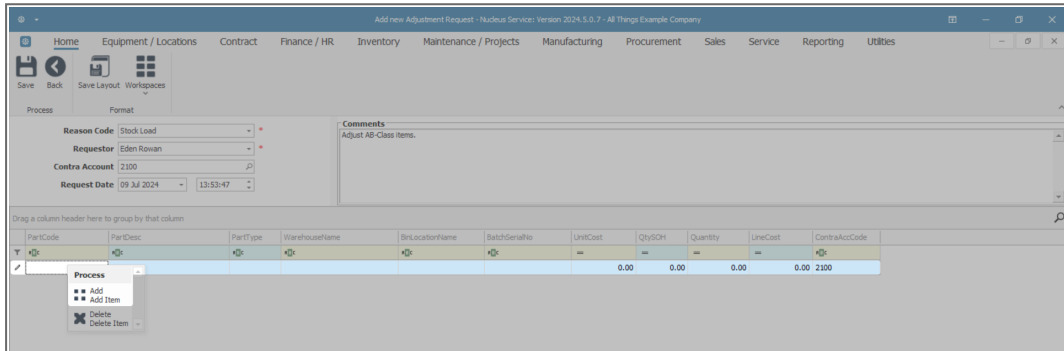 Add new Adjustment Request - Nucleus Service: Version 2024.5.0.7 - All Things Example Company
Home Equipment / Locations Contract Finance / HR Inventory Maintenance / Projects Manufacturing Procurement Sales Service Reporting Utilities
Save Back Save Layout Workspaces
Process Format
Reason Code Stock Load *
Requestor Eden Rowan *
Contra Account 2100
Request Date 09 Jul 2024 13:53:47
Comments
Adjust AB-Class items.
Drag a column header here to group by that column
PartCode PartDesc PartType WarehouseName BinLocationName BatchSerialNo UnitCost QtySOH Quantity LineCost ContraAccCode
= = = =
0.00 0.00 0.00 0.00 2100
Process
Add
Add Item
Delete
Delete Item